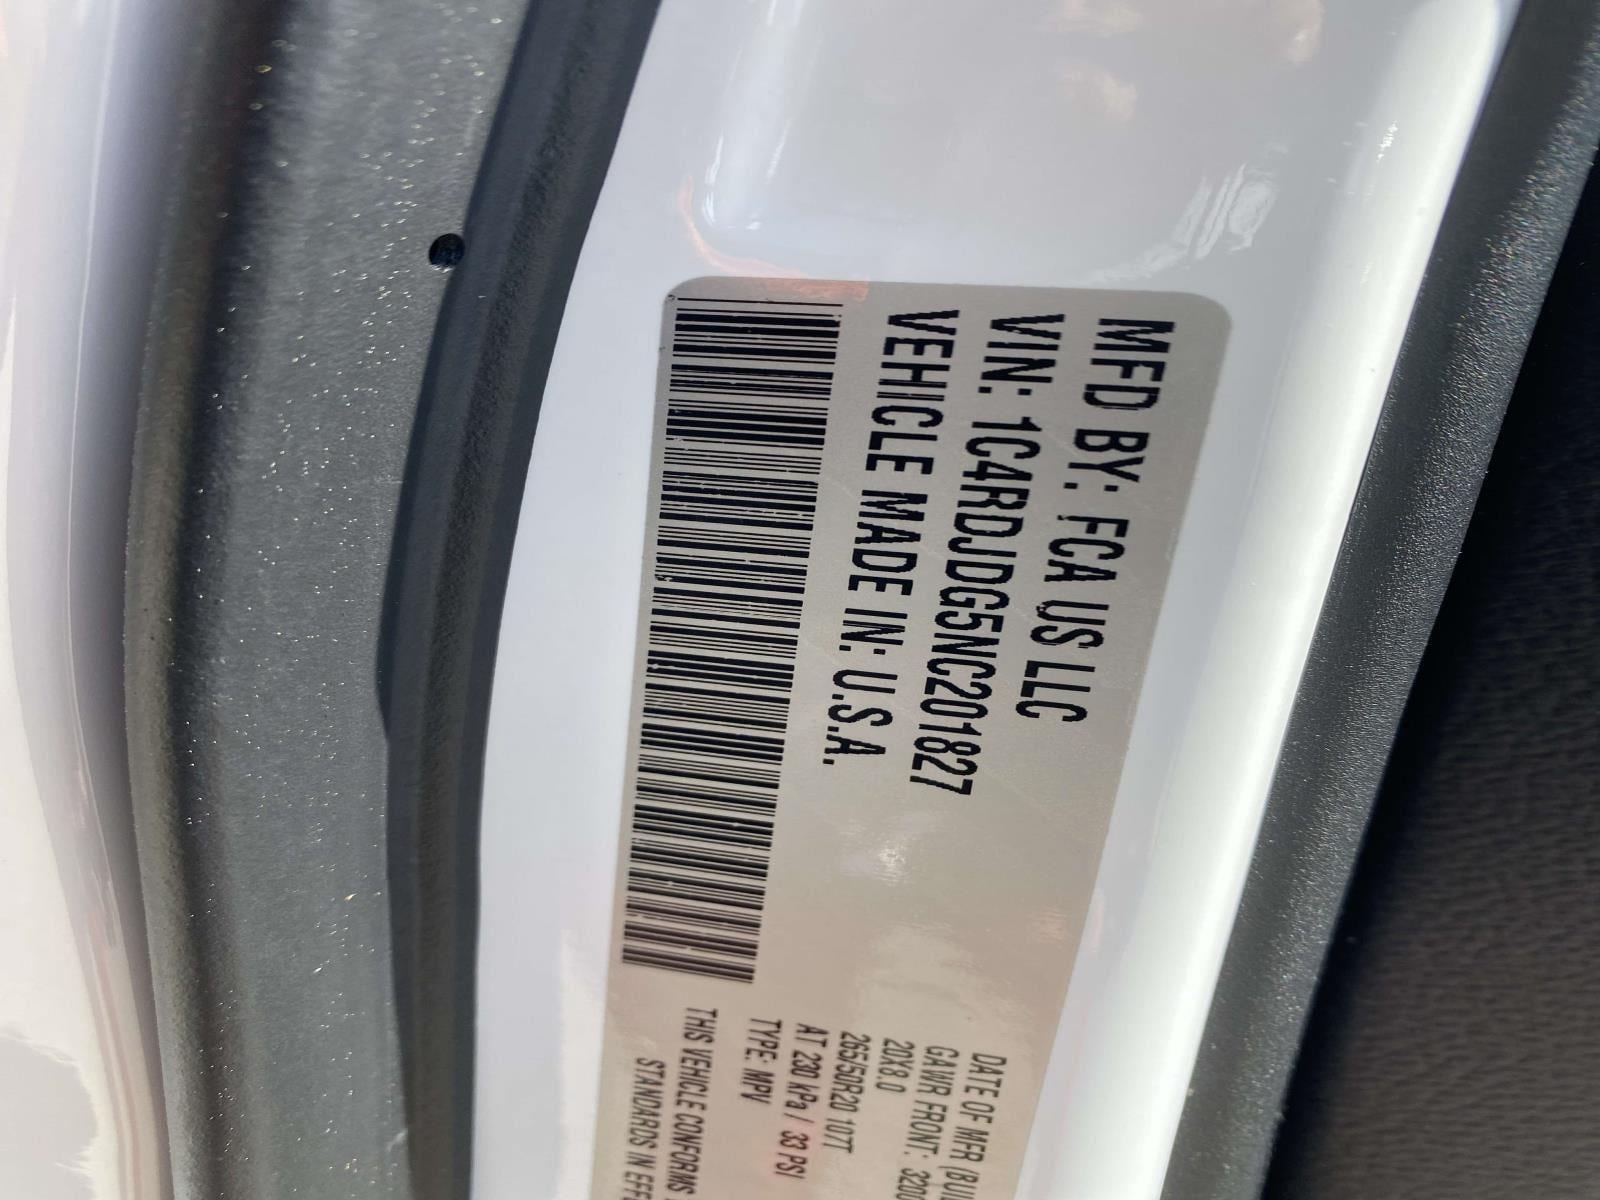 MFD BY: FCA US LLC
VIN: 1C4RDJDG5NC201827
VEHICLE MADE IN: U.S.A.
DATE OF MFR
GAWR FRONT:
20X8.0
265/50R20 107T
AT 230 kPa / 33 PSI
TYPE: MPV
THIS VEHICLE CONFORMS
STANDARDS IN